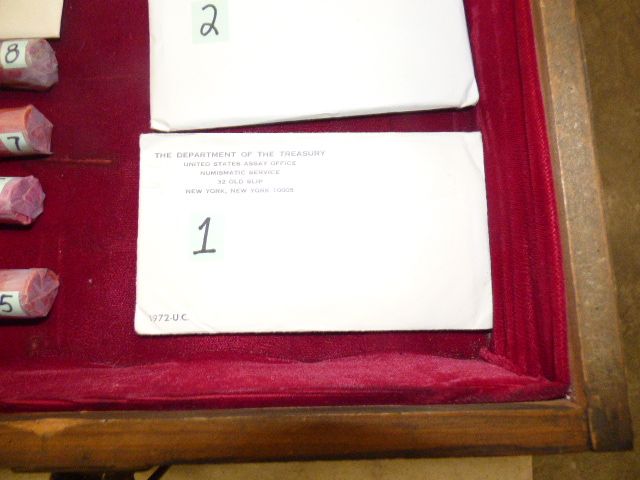 2
8
7
THE DEPARTMENT OF THE TREASURY
UNITED STATES ASSAY OFFICE
NUMISMATIC SERVICE
32 OLD SLIP
NEW YORK, NEW YORK 10005
1
5
1972-U.C.